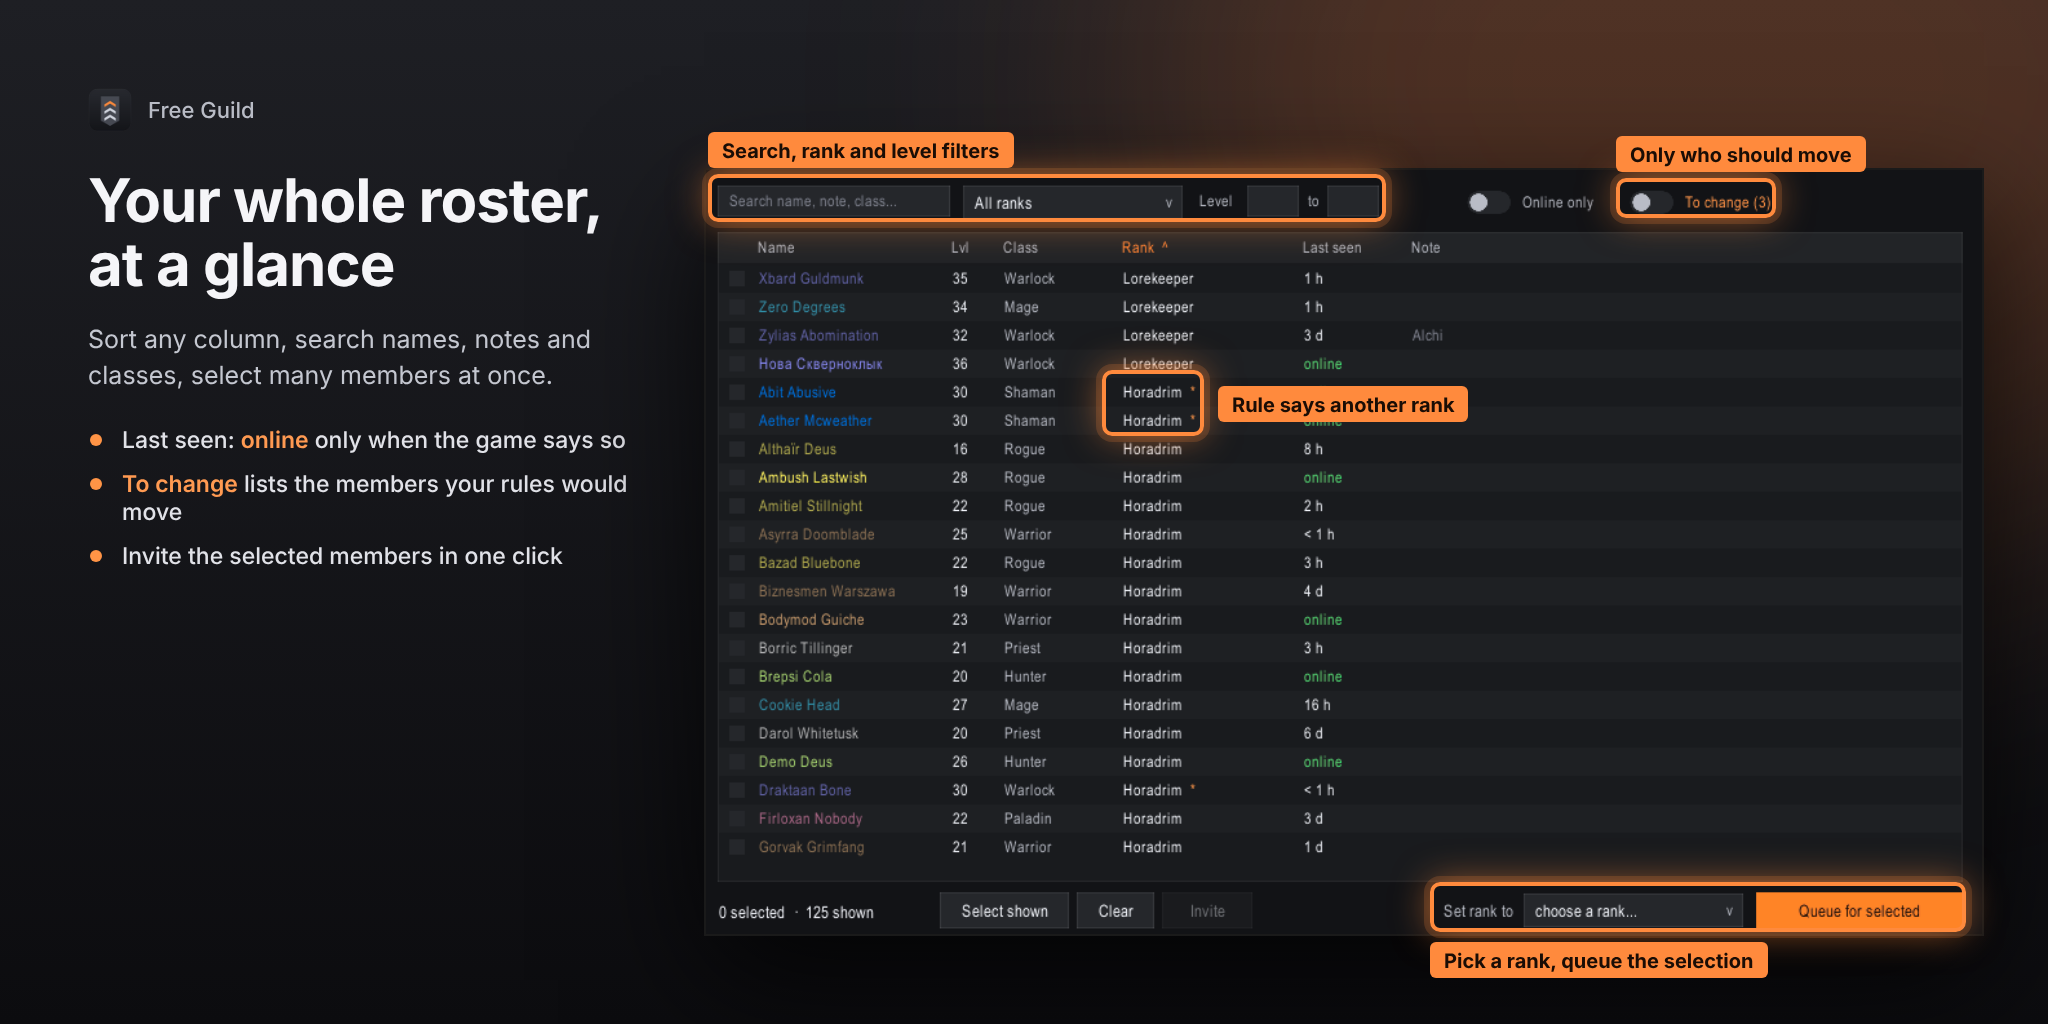 Free Guild
Your whole roster,
at a glance
Sort any column, search names, notes and
classes, select many members at once.
Last seen: online only when the game says so
To change lists the members your rules would
move
Invite the selected members in one click
Search, rank and level filters
Only who should move
Search name, note, class... All ranks v Level to Online only To change (3)
Name Lvl Class Rank ^ Last seen Note
Xbard Guldmunk 35 Warlock Lorekeeper 1 h
Zero Degrees 34 Mage Lorekeeper 1 h
Zylias Abomination 32 Warlock Lorekeeper 3 d Alchi
Нова Скверноклык 36 Warlock Lorekeeper online
Abit Abusive 30 Shaman Horadrim *
Rule says another rank
Aether Mcweather 30 Shaman Horadrim * online
Althaïr Deus 16 Rogue Horadrim 8 h
Ambush Lastwish 28 Rogue Horadrim online
Amitiel Stillnight 22 Rogue Horadrim 2 h
Asyrra Doomblade 25 Warrior Horadrim < 1 h
Bazad Bluebone 22 Rogue Horadrim 3 h
Biznesmen Warszawa 19 Warrior Horadrim 4 d
Bodymod Guiche 23 Warrior Horadrim online
Borric Tillinger 21 Priest Horadrim 3 h
Brepsi Cola 20 Hunter Horadrim online
Cookie Head 27 Mage Horadrim 16 h
Darol Whitetusk 20 Priest Horadrim 6 d
Demo Deus 26 Hunter Horadrim online
Draktaan Bone 30 Warlock Horadrim * < 1 h
Firloxan Nobody 22 Paladin Horadrim 3 d
Gorvak Grimfang 21 Warrior Horadrim 1 d
0 selected · 125 shown Select shown Clear Invite Set rank to choose a rank... v Queue for selected
Pick a rank, queue the selection